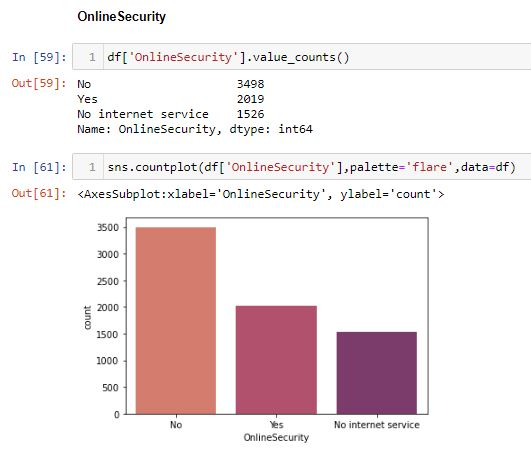 OnlineSecurity
In [59]: 1 df['OnlineSecurity'].value_counts()
Out[59]: No 3498
Yes 2019
No internet service 1526
Name: OnlineSecurity, dtype: int64
In [61]: 1 sns.countplot(df['OnlineSecurity'],palette='flare',data=df)
Out[61]: <AxesSubplot:xlabel='OnlineSecurity', ylabel='count'>
3500
3000
2500
2000
1500
1000
500
0
count
No Yes No internet service
OnlineSecurity